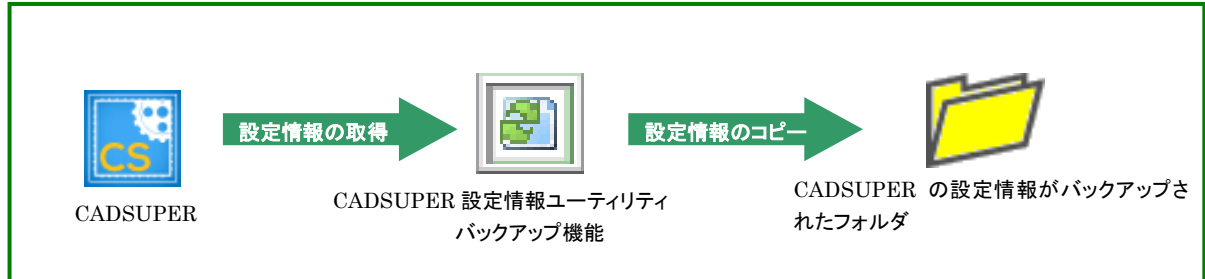 設定情報の取得
設定情報のコピー
CS
CADSUPER
CADSUPER 設定情報ユーティリティ
バックアップ機能
CADSUPER の設定情報がバックアップさ
れたフォルダ